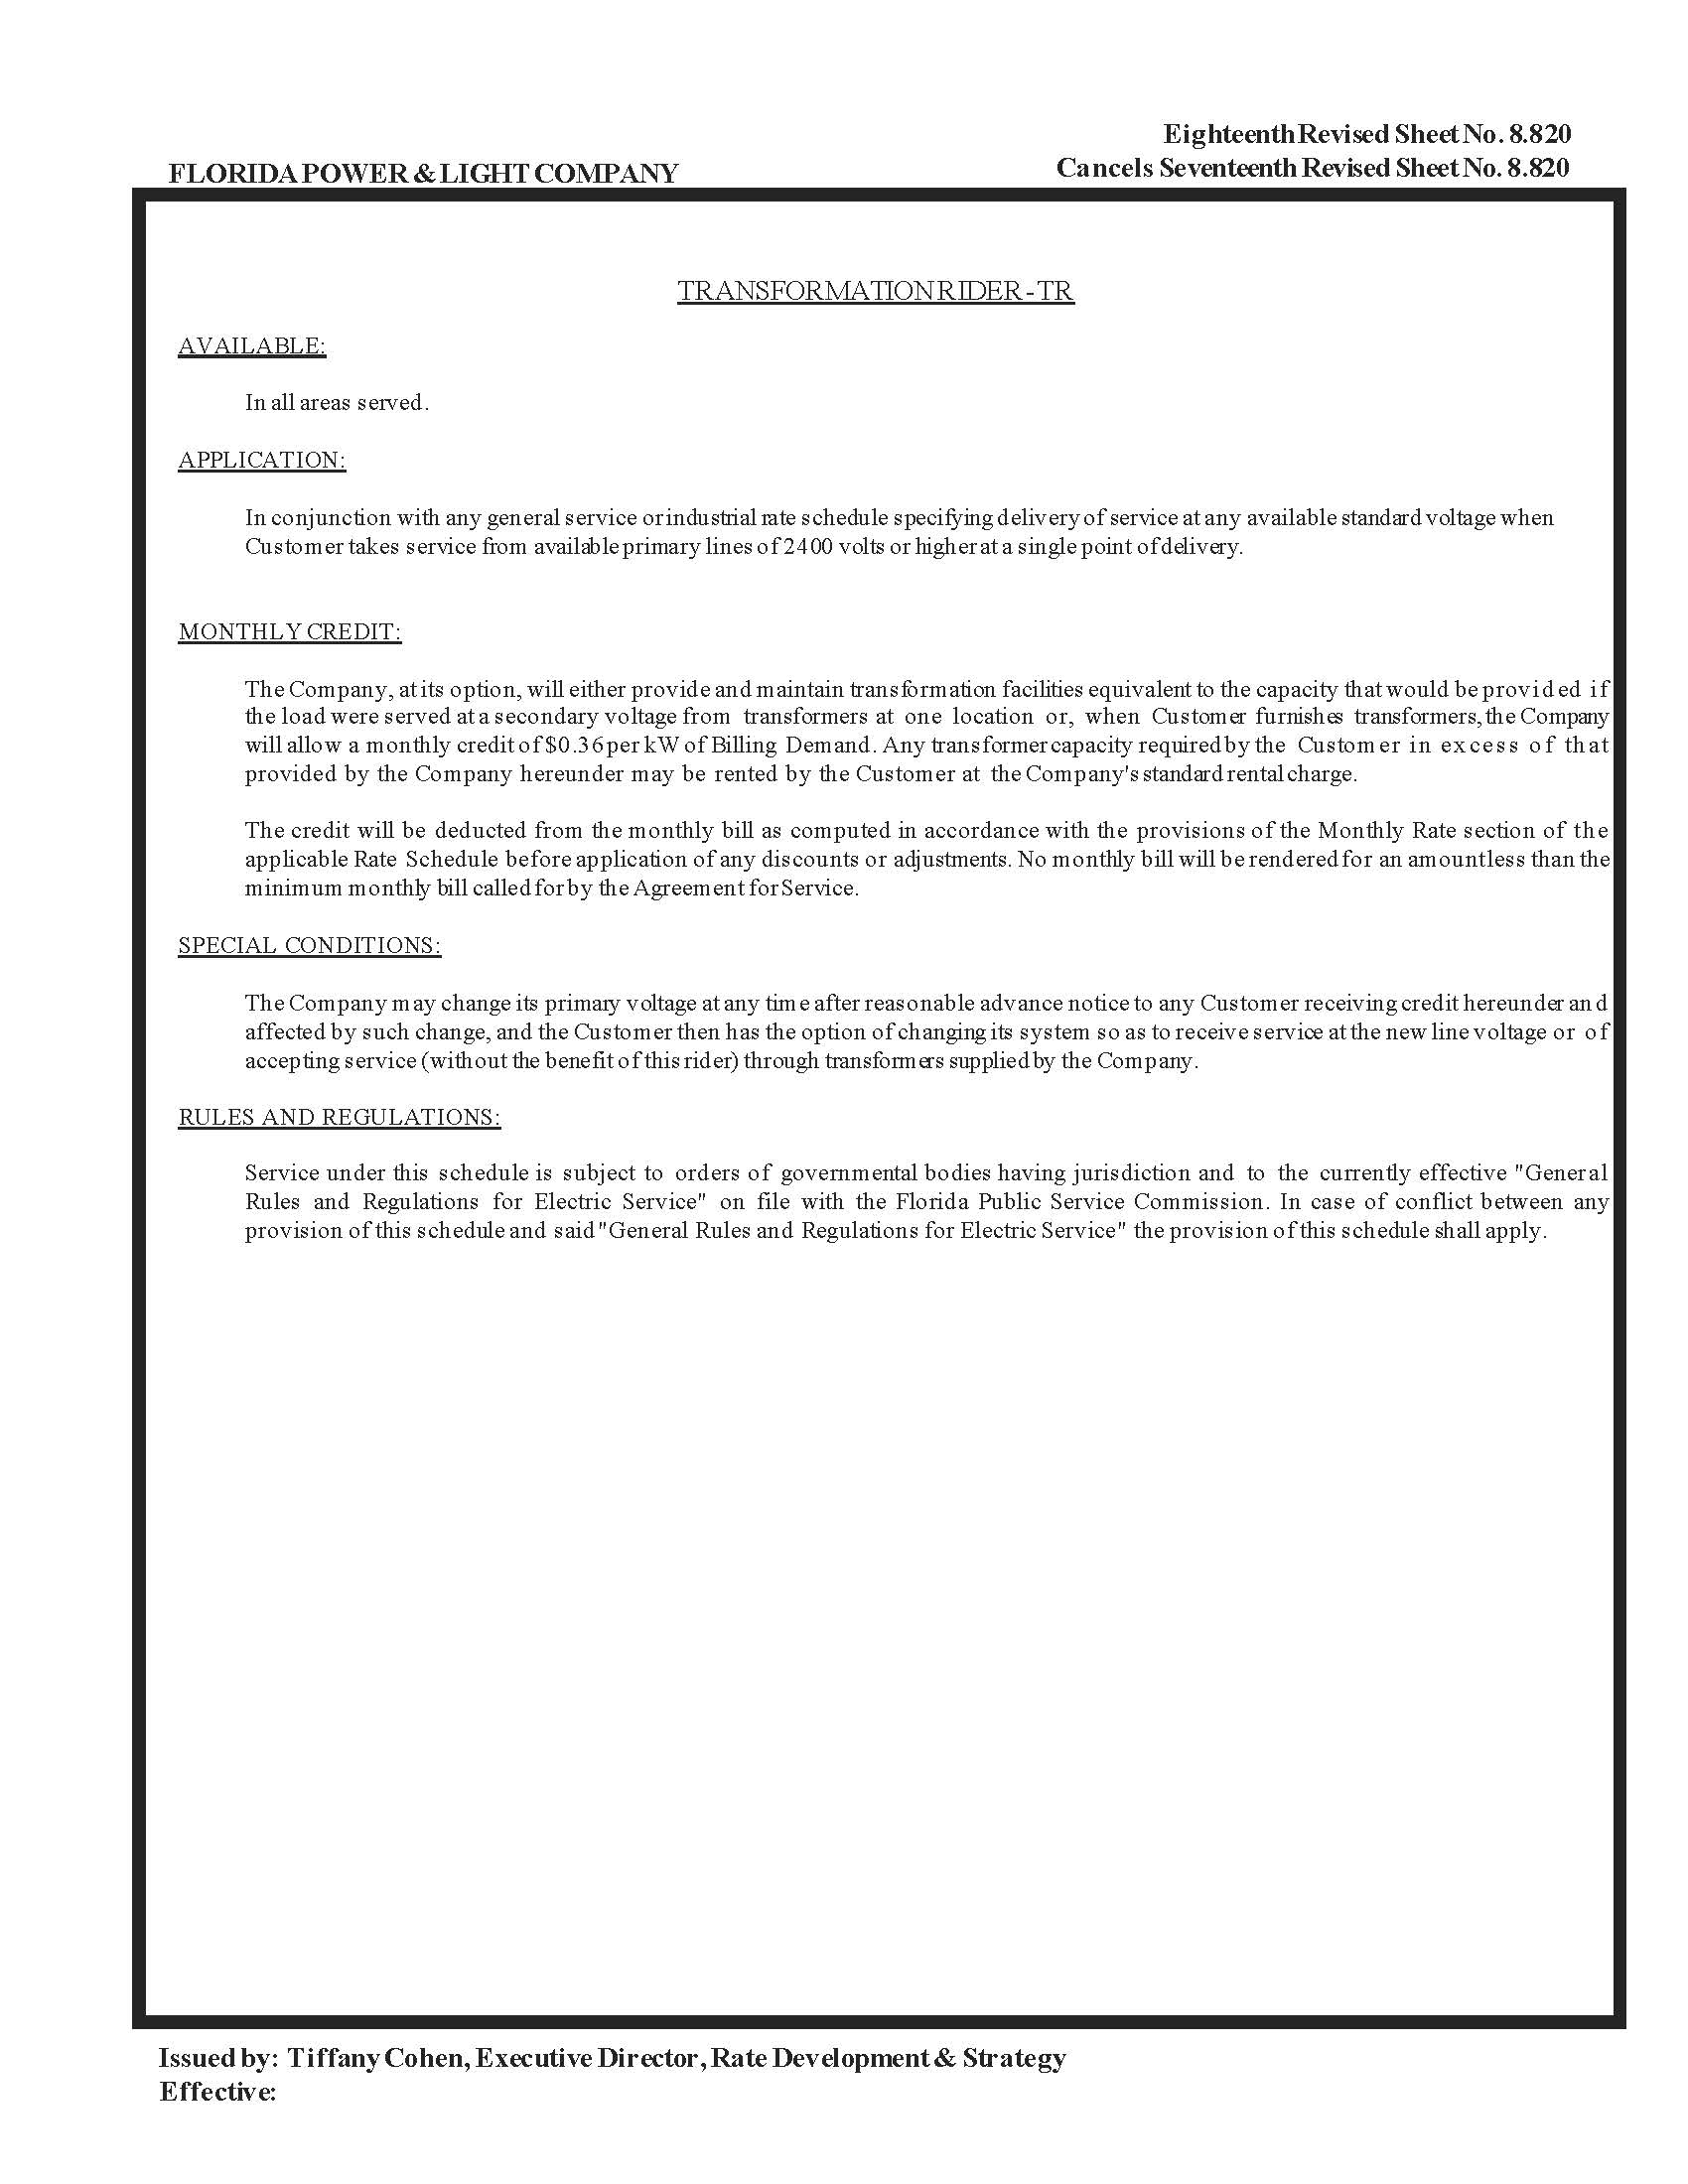 Eighteenth Revised Sheet No. 8.820
FLORIDA POWER & LIGHT COMPANY
Cancels Seventeenth Revised Sheet No. 8.820
TRANSFORMATION RIDER - TR
AVAILABLE:
In all areas served.
APPLICATION:
In conjunction with any general service or industrial rate schedule specifying delivery of service at any available standard voltage when
Customer takes service from available primary lines of 2400 volts or higher at a single point of delivery.
MONTHLY CREDIT:
The Company, at its option, will either provide and maintain transformation facilities equivalent to the capacity that would be provided if
the load were served at a secondary voltage from transformers at one location or, when Customer furnishes transformers, the Company
will allow a monthly credit of $0.36 per kW of Billing Demand. Any transformer capacity required by the Customer in excess of that
provided by the Company hereunder may be rented by the Customer at the Company's standard rental charge.
The credit will be deducted from the monthly bill as computed in accordance with the provisions of the Monthly Rate section of the
applicable Rate Schedule before application of any discounts or adjustments. No monthly bill will be rendered for an amount less than the
minimum monthly bill called for by the Agreement for Service.
SPECIAL CONDITIONS:
The Company may change its primary voltage at any time after reasonable advance notice to any Customer receiving credit hereunder and
affected by such change, and the Customer then has the option of changing its system so as to receive service at the new line voltage or of
accepting service (without the benefit of this rider) through transformers supplied by the Company.
RULES AND REGULATIONS:
Service under this schedule is subject to orders of governmental bodies having jurisdiction and to the currently effective "General
Rules and Regulations for Electric Service" on file with the Florida Public Service Commission. In case of conflict between any
provision of this schedule and said "General Rules and Regulations for Electric Service" the provision of this schedule shall apply.
Issued by: Tiffany Cohen, Executive Director, Rate Development & Strategy
Effective: